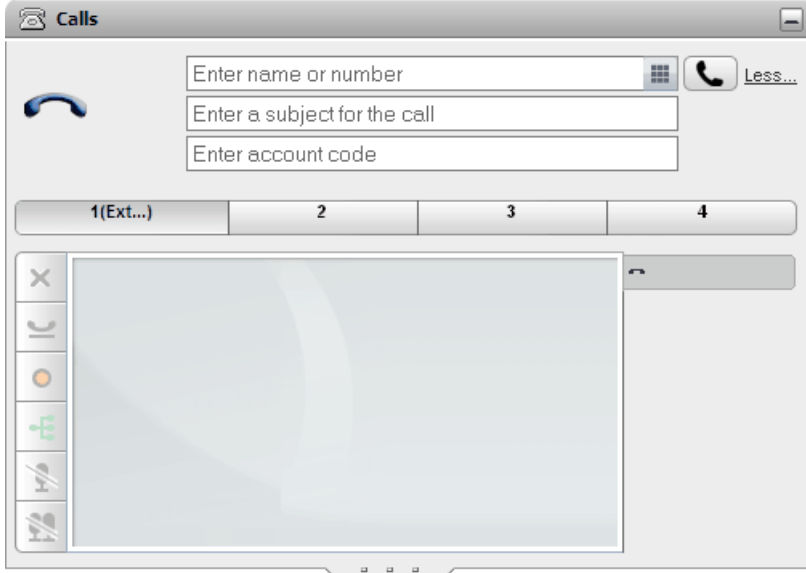 Calls
Enter name or number
Less...
Enter a subject for the call
Enter account code
1(Ext...) 2 3 4